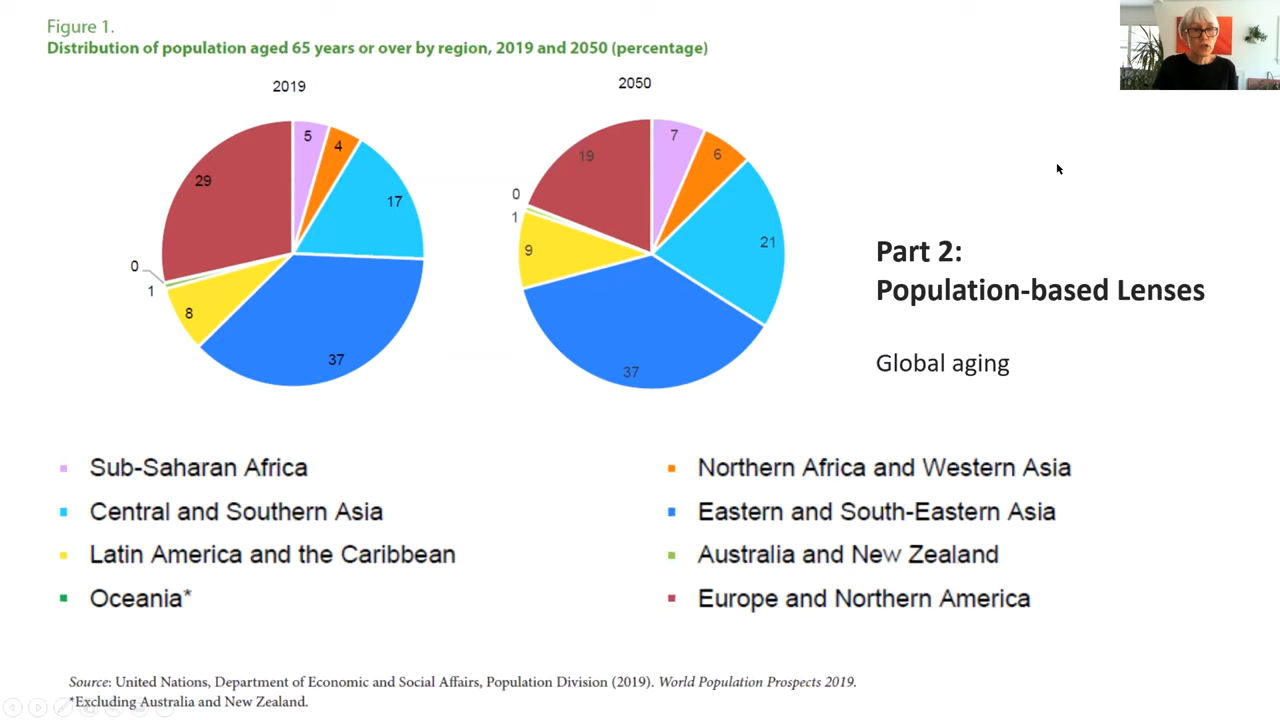 Figure 1.
Distribution of population aged 65 years or over by region, 2019 and 2050 (percentage)
2019
2050
5
4
17
37
8
1
0
29
7
6
21
37
9
1
0
19
Part 2:
Population-based Lenses
Global aging
Sub-Saharan Africa
Northern Africa and Western Asia
Central and Southern Asia
Eastern and South-Eastern Asia
Latin America and the Caribbean
Australia and New Zealand
Oceania*
Europe and Northern America
Source: United Nations, Department of Economic and Social Affairs, Population Division (2019). World Population Prospects 2019.
*Excluding Australia and New Zealand.